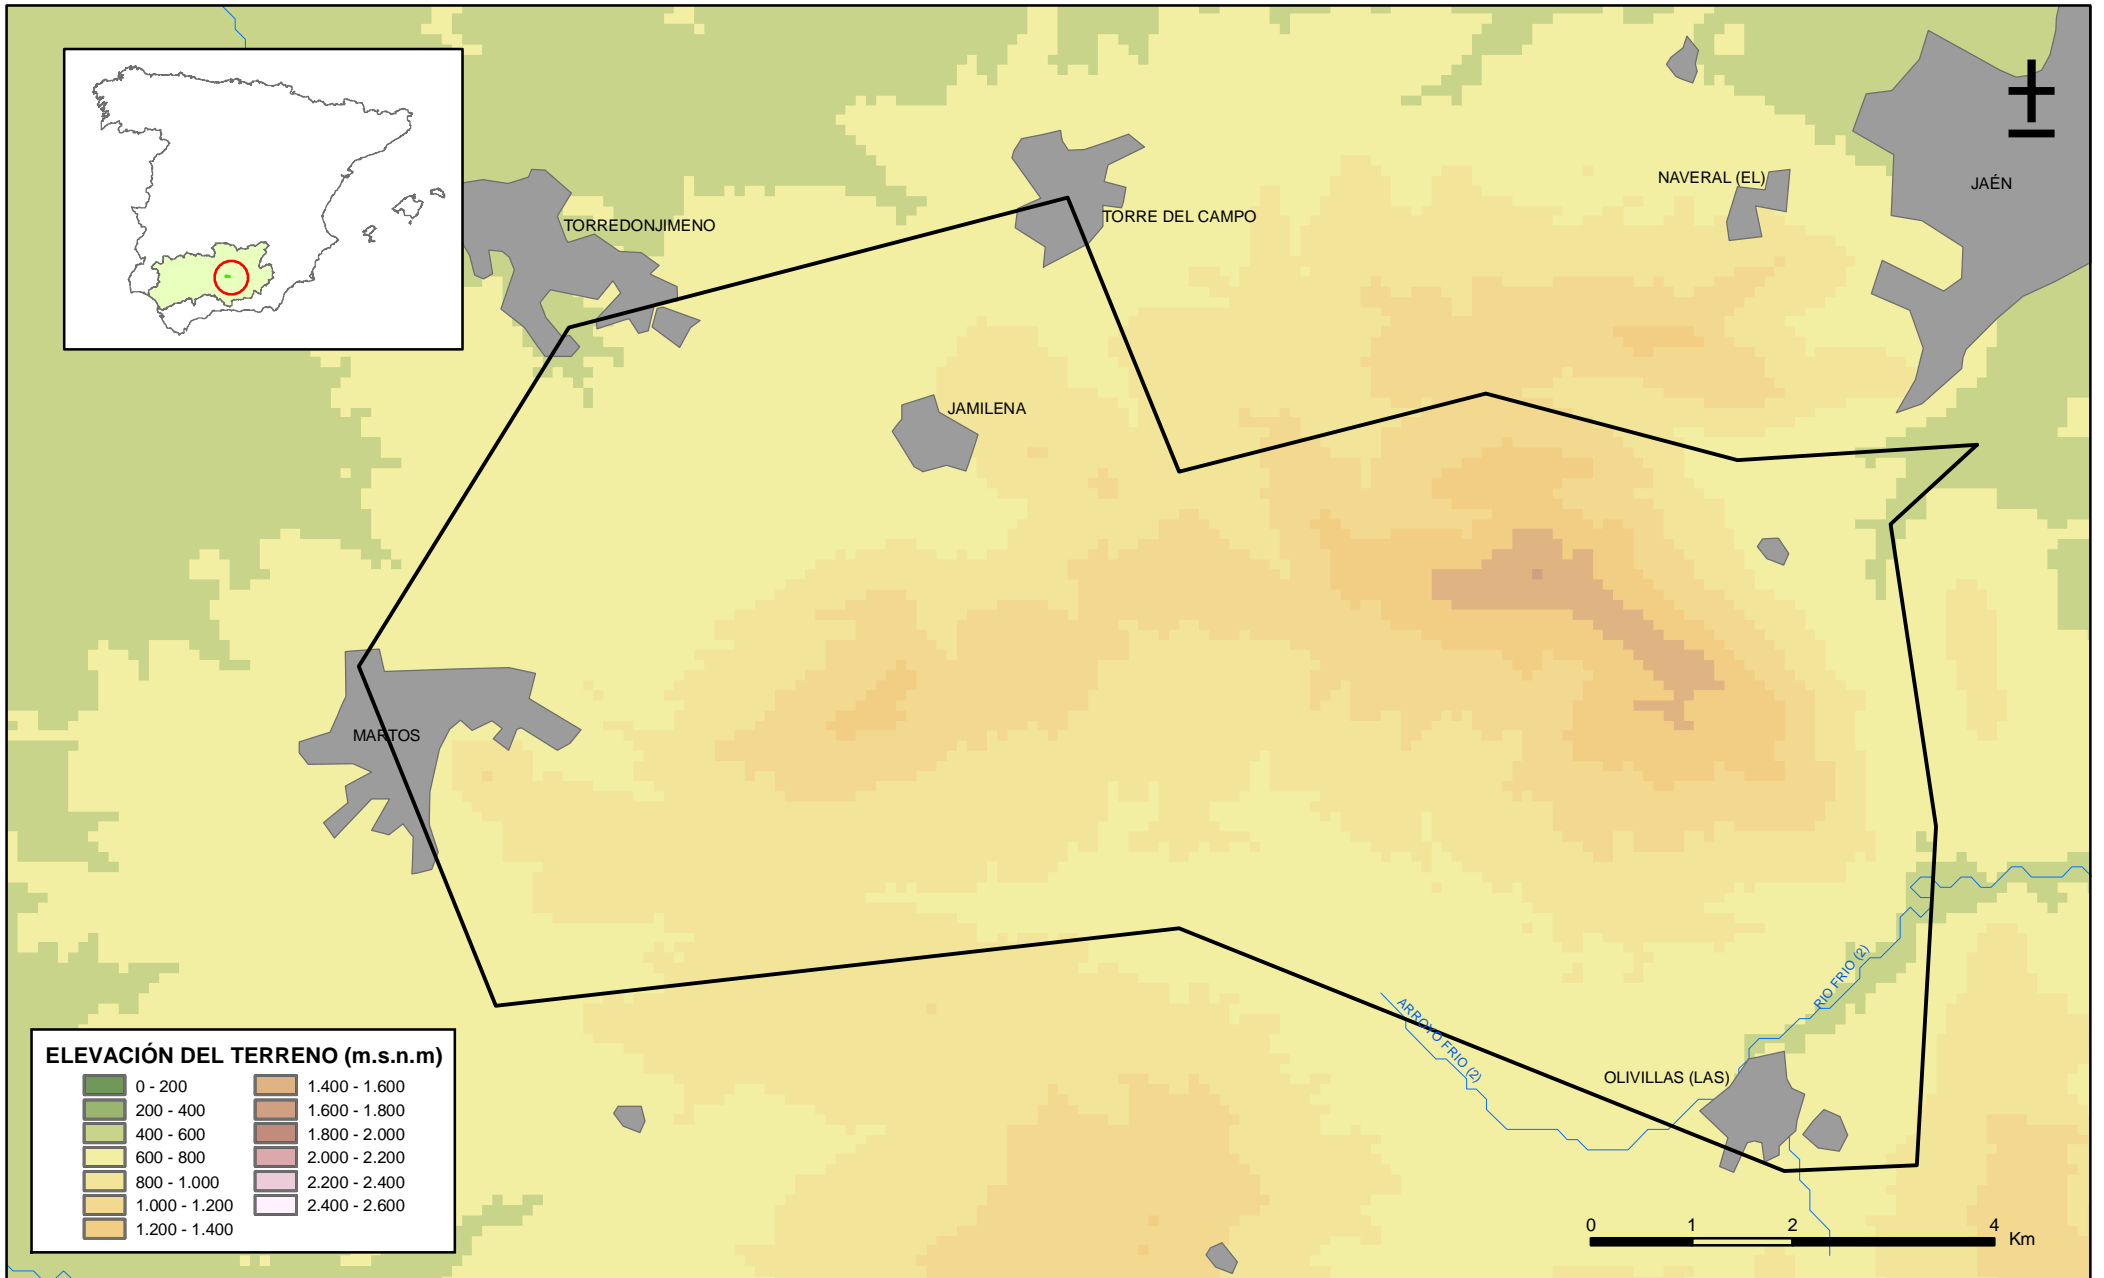 NAVERAL (EL)
JAÉN
TORRE DEL CAMPO
TORREDONJIMENO
JAMILENA
MARTOS
RIO FRIO (2)
ARROYO FRIO (2)
OLIVILLAS (LAS)
ELEVACIÓN DEL TERRENO (m.s.n.m)
0 - 200
200 - 400
400 - 600
600 - 800
800 - 1.000
1.000 - 1.200
1.200 - 1.400
1.400 - 1.600
1.600 - 1.800
1.800 - 2.000
2.000 - 2.200
2.200 - 2.400
2.400 - 2.600
0 1 2 4
Km